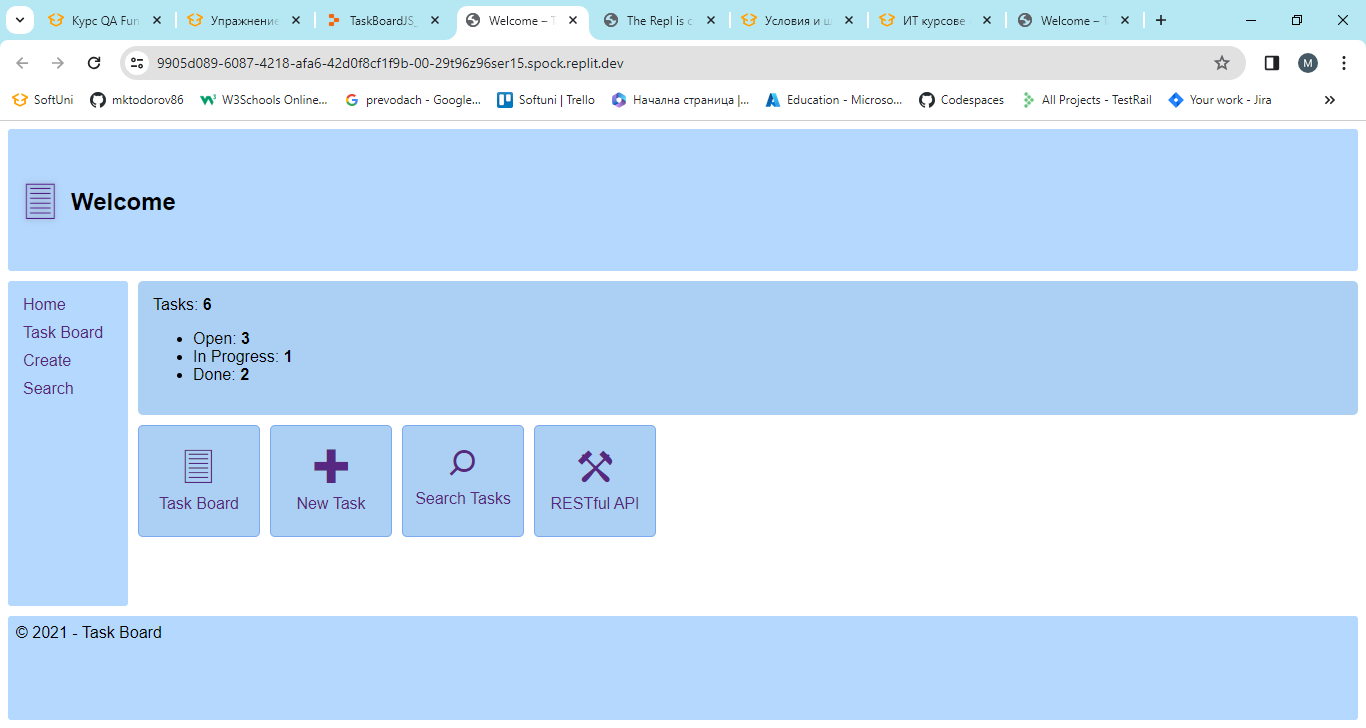 Курс QA Fun
Упражнение
TaskBoardJS_
Welcome – T
The Repl is c
Условия и ш
ИТ курсове
Welcome – T
9905d089-6087-4218-afa6-42d0f8cf1f9b-00-29t96z96ser15.spock.replit.dev
M
SoftUni
mktodorov86
W3Schools Online...
prevodach - Google...
Softuni | Trello
Начална страница |...
Education - Microso...
Codespaces
All Projects - TestRail
Your work - Jira
Welcome
Home
Task Board
Create
Search
Tasks: 6
Open: 3
In Progress: 1
Done: 2
Task Board
New Task
Search Tasks
RESTful API
© 2021 - Task Board